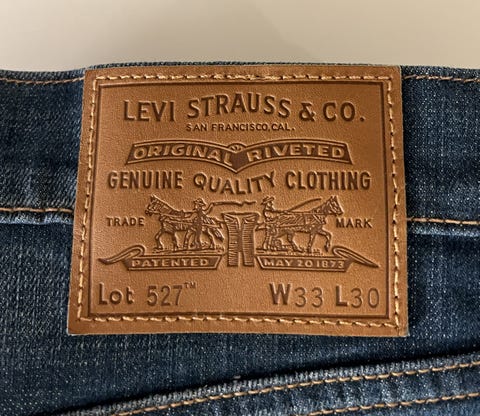 LEVI STRAUSS & CO.
SAN FRANCISCO, CAL.
ORIGINAL RIVETED
GENUINE QUALITY CLOTHING
TRADE MARK
PATENTED MAY 20 1873
Lot 527™ W33 L30